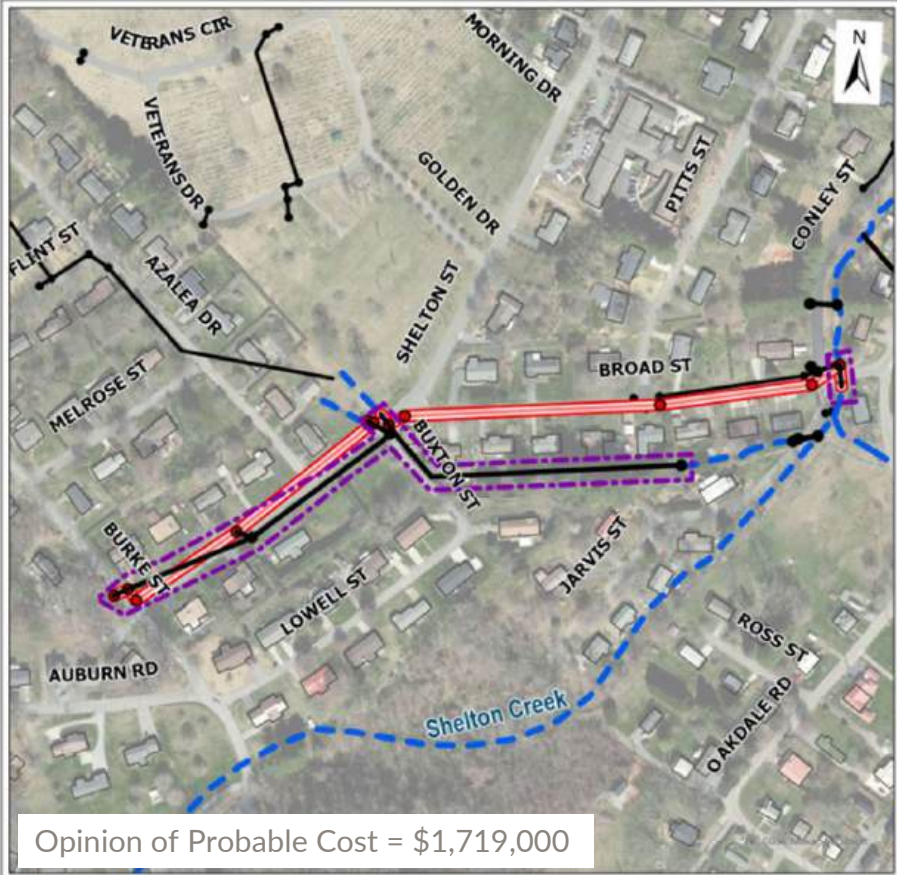 VETERANS CIR
MORNING DR
N
VETERANS DR
GOLDEN DR
PITTS ST
CONLEY ST
FLINT ST
AZALEA DR
SHELTON ST
MELROSE ST
BROAD ST
BUXTON ST
BURKE ST
LOWELL ST
JARVIS ST
ROSS ST
AUBURN RD
OAKDALE RD
Shelton Creek
Opinion of Probable Cost = $1,719,000